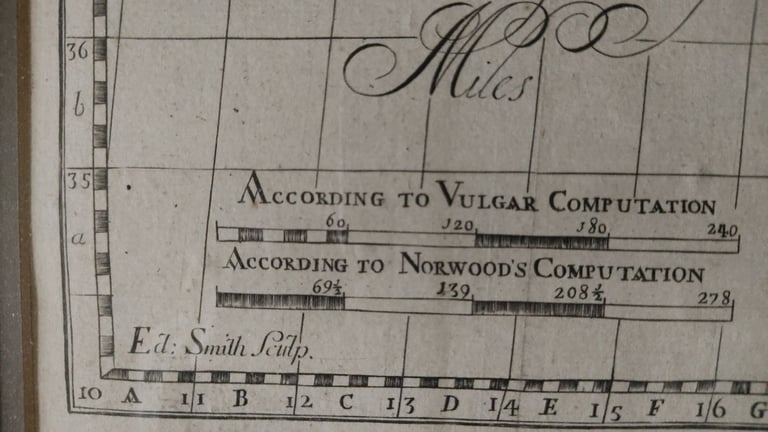 36
Miles
b
35
ACCORDING TO VULGAR COMPUTATION
60 120 180 240
a
ACCORDING TO NORWOOD'S COMPUTATION
69½ 139 208½ 278
Ed: Smith Sculp.
10 A 11 B 12 C 13 D 14 E 15 F 16 G